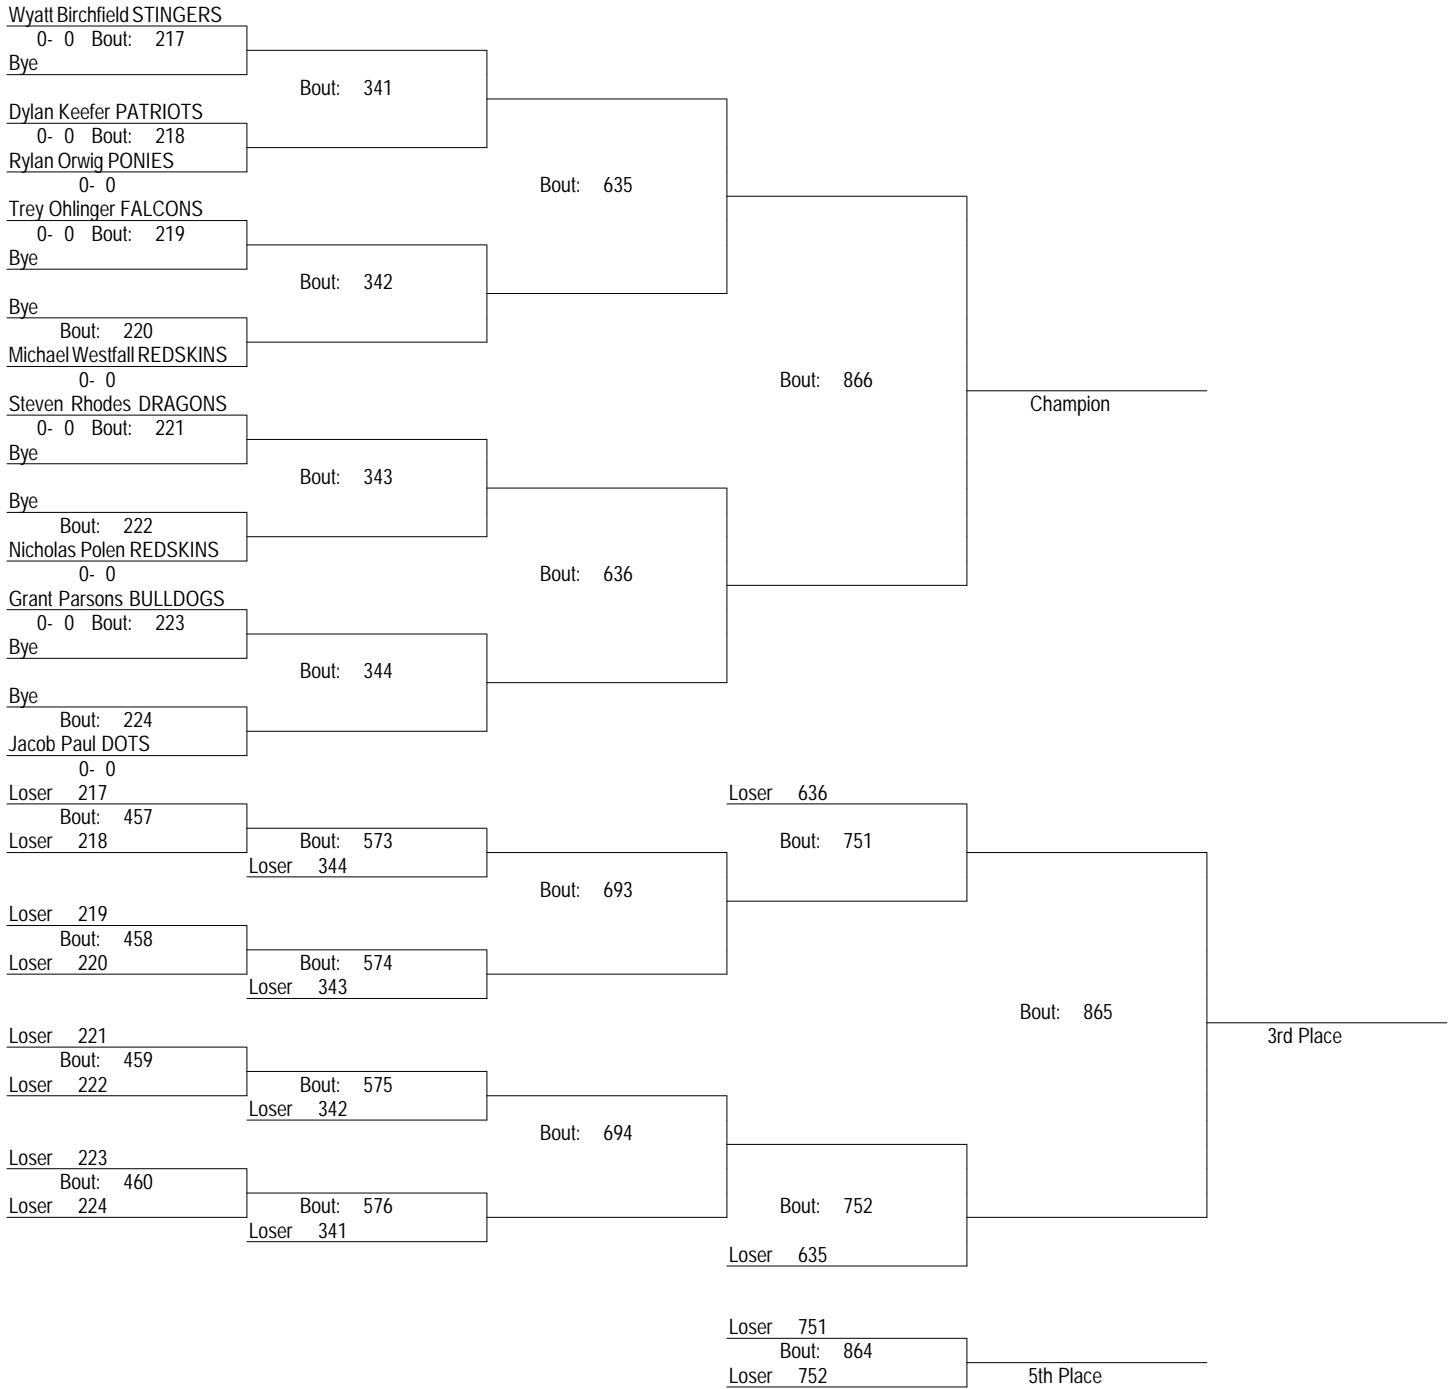 Wyatt Birchfield STINGERS
0- 0 Bout: 217
Bye
Bout: 341
Dylan Keefer PATRIOTS
0- 0 Bout: 218
Rylan Orwig PONIES
0- 0
Bout: 635
Trey Ohlinger FALCONS
0- 0 Bout: 219
Bye
Bout: 342
Bye
Bout: 220
Michael Westfall REDSKINS
0- 0
Bout: 866
Steven Rhodes DRAGONS
Champion
0- 0 Bout: 221
Bye
Bout: 343
Bye
Bout: 222
Nicholas Polen REDSKINS
0- 0
Bout: 636
Grant Parsons BULLDOGS
0- 0 Bout: 223
Bye
Bout: 344
Bye
Bout: 224
Jacob Paul DOTS
0- 0
Loser 217
Loser 636
Bout: 457
Loser 218
Bout: 573
Bout: 751
Loser 344
Bout: 693
Loser 219
Bout: 458
Loser 220
Bout: 574
Loser 343
Bout: 865
Loser 221
3rd Place
Bout: 459
Loser 222
Bout: 575
Loser 342
Bout: 694
Loser 223
Bout: 460
Loser 224
Bout: 576
Bout: 752
Loser 341
Loser 635
Loser 751
Bout: 864
Loser 752
5th Place